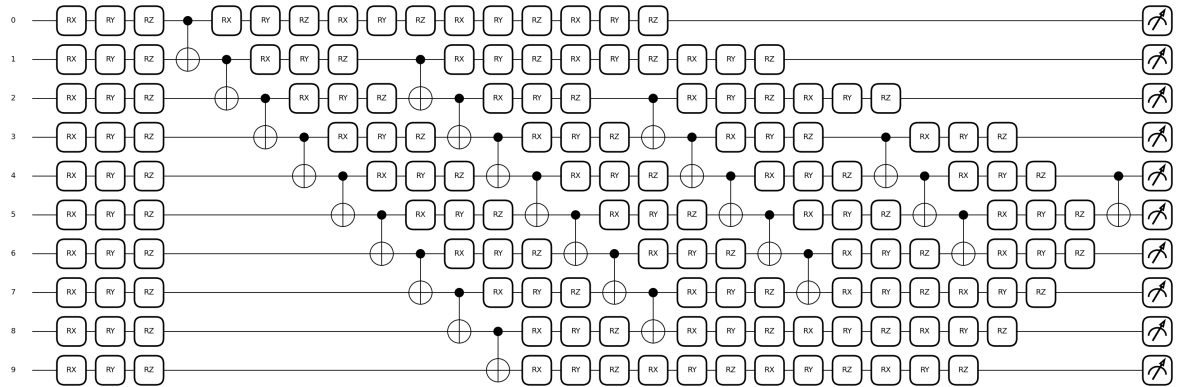 0 RX RY RZ RX RY RZ RX RY RZ RX RY RZ RX RY RZ
1 RX RY RZ RX RY RZ RX RY RZ RX RY RZ RX RY RZ
2 RX RY RZ RX RY RZ RX RY RZ RX RY RZ RX RY RZ
3 RX RY RZ RX RY RZ RX RY RZ RX RY RZ RX RY RZ
4 RX RY RZ RX RY RZ RX RY RZ RX RY RZ RX RY RZ
5 RX RY RZ RX RY RZ RX RY RZ RX RY RZ RX RY RZ
6 RX RY RZ RX RY RZ RX RY RZ RX RY RZ RX RY RZ
7 RX RY RZ RX RY RZ RX RY RZ RX RY RZ RX RY RZ
8 RX RY RZ RX RY RZ RX RY RZ RX RY RZ RX RY RZ
9 RX RY RZ RX RY RZ RX RY RZ RX RY RZ RX RY RZ